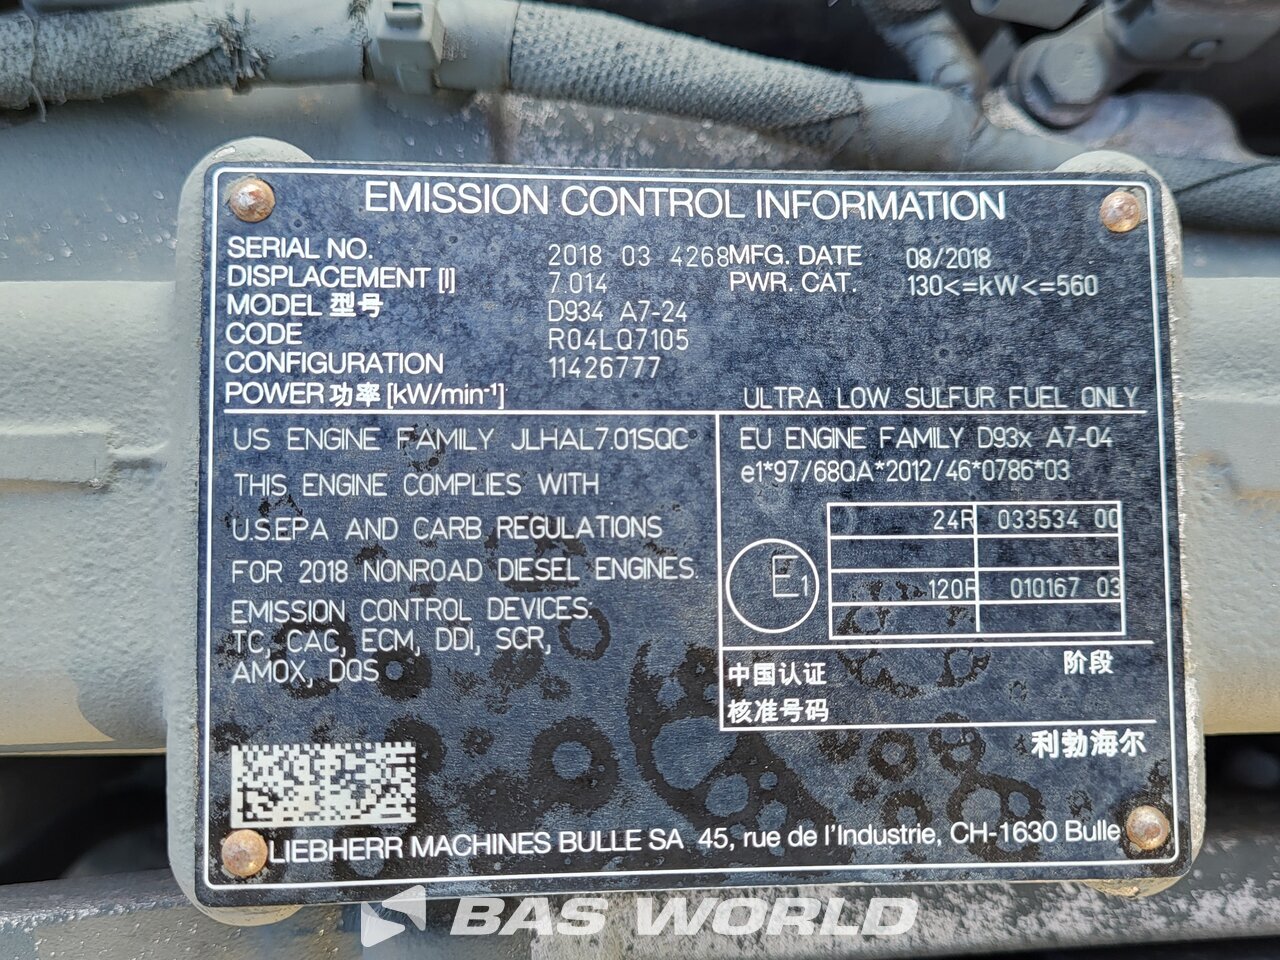 EMISSION CONTROL INFORMATION
SERIAL NO. 2018 03 4268 MFG. DATE 08/2018
DISPLACEMENT [l] 7.014 PWR. CAT. 130<=kW<=560
MODEL 型号 D934 A7-24
CODE R04LQ7105
CONFIGURATION 11426777
POWER 功率 [kW/min⁻¹] ULTRA LOW SULFUR FUEL ONLY
US ENGINE FAMILY JLHAL7.01SQC
THIS ENGINE COMPLIES WITH
U.S.EPA AND CARB REGULATIONS
FOR 2018 NONROAD DIESEL ENGINES.
EMISSION CONTROL DEVICES:
TC, CAC, ECM, DDI, SCR,
AMOX, DQS
EU ENGINE FAMILY D93x A7-04
e1*97/68QA*2012/46*0786*03
24R 033534 00
E1
120R 010167 03
中国认证 阶段
核准号码
利勃海尔
LIEBHERR MACHINES BULLE SA 45, rue de l'Industrie, CH-1630 Bulle
BAS WORLD